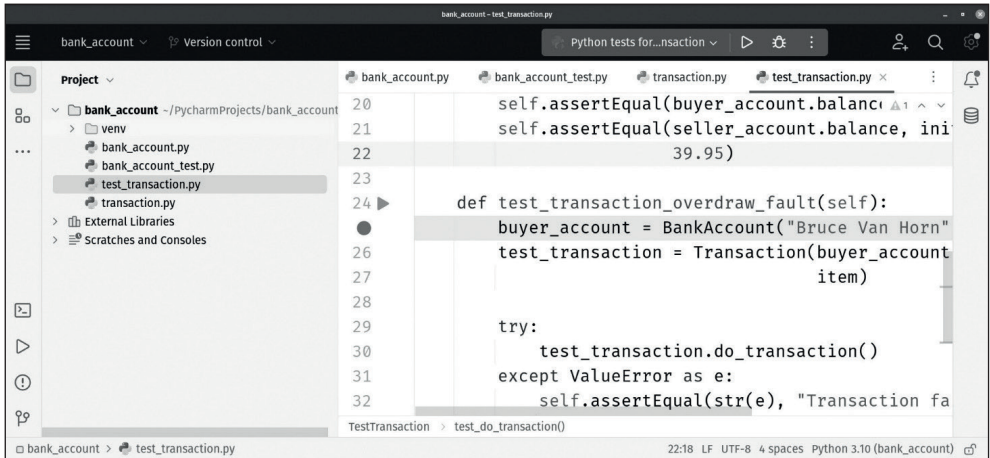 bank_account – test_transaction.py
bank_account Version control Python tests for...nsaction
Project
bank_account ~/PycharmProjects/bank_account
venv
bank_account.py
bank_account_test.py
test_transaction.py
transaction.py
External Libraries
Scratches and Consoles
bank_account.py bank_account_test.py transaction.py test_transaction.py
20 self.assertEqual(buyer_account.balance 1
21 self.assertEqual(seller_account.balance, ini
22 39.95)
23
24 def test_transaction_overdraw_fault(self):
buyer_account = BankAccount("Bruce Van Horn"
26 test_transaction = Transaction(buyer_account
27 item)
28
29 try:
30 test_transaction.do_transaction()
31 except ValueError as e:
32 self.assertEqual(str(e), "Transaction fa
TestTransaction > test_do_transaction()
bank_account > test_transaction.py 22:18 LF UTF-8 4 spaces Python 3.10 (bank_account)